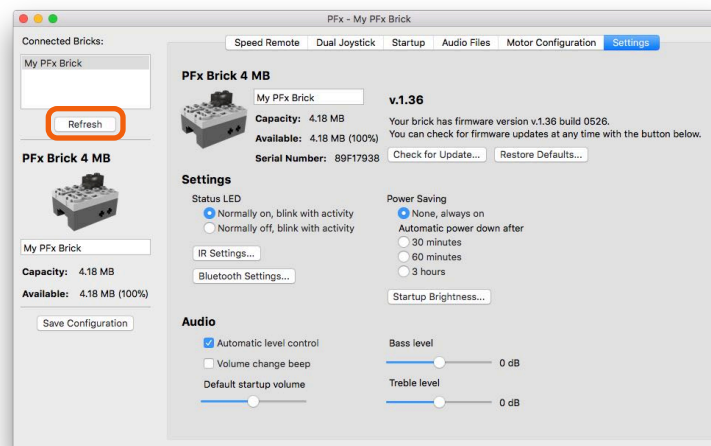 PFx - My PFx Brick
Connected Bricks:
My PFx Brick
Refresh
PFx Brick 4 MB
My PFx Brick
Capacity: 4.18 MB
Available: 4.18 MB (100%)
Save Configuration
Speed Remote Dual Joystick Startup Audio Files Motor Configuration Settings
PFx Brick 4 MB
My PFx Brick
Capacity: 4.18 MB
Available: 4.18 MB (100%)
Serial Number: 89F17938
v.1.36
Your brick has firmware version v.1.36 build 0526.
You can check for firmware updates at any time with the button below.
Check for Update... Restore Defaults...
Settings
Status LED
Normally on, blink with activity
Normally off, blink with activity
IR Settings...
Bluetooth Settings...
Power Saving
None, always on
Automatic power down after
30 minutes
60 minutes
3 hours
Startup Brightness...
Audio
Automatic level control
Volume change beep
Default startup volume
Bass level
0 dB
Treble level
0 dB